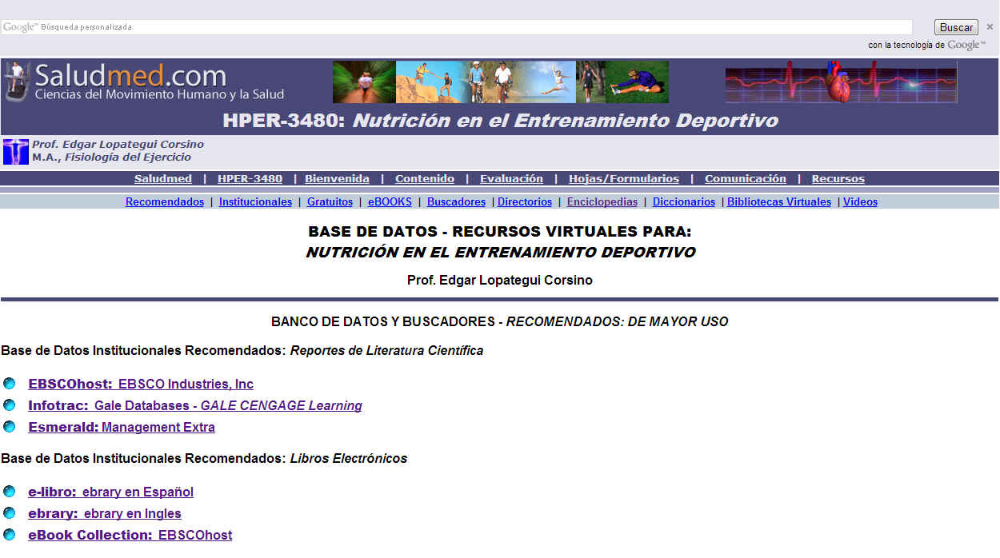 Google™ Búsqueda personalizada
Buscar ×
con la tecnología de Google™
Saludmed.com
Ciencias del Movimiento Humano y la Salud
HPER-3480: Nutrición en el Entrenamiento Deportivo
Prof. Edgar Lopategui Corsino
M.A., Fisiología del Ejercicio
Saludmed | HPER-3480 | Bienvenida | Contenido | Evaluación | Hojas/Formularios | Comunicación | Recursos
Recomendados | Institucionales | Gratuitos | eBOOKS | Buscadores | Directorios | Enciclopedias | Diccionarios | Bibliotecas Virtuales | Videos
BASE DE DATOS - RECURSOS VIRTUALES PARA:
NUTRICIÓN EN EL ENTRENAMIENTO DEPORTIVO
Prof. Edgar Lopategui Corsino
BANCO DE DATOS Y BUSCADORES - RECOMENDADOS: DE MAYOR USO
Base de Datos Institucionales Recomendados: Reportes de Literatura Científica
EBSCOhost: EBSCO Industries, Inc
Infotrac: Gale Databases - GALE CENGAGE Learning
Esmerald: Management Extra
Base de Datos Institucionales Recomendados: Libros Electrónicos
e-libro: ebrary en Español
ebrary: ebrary en Ingles
eBook Collection: EBSCOhost